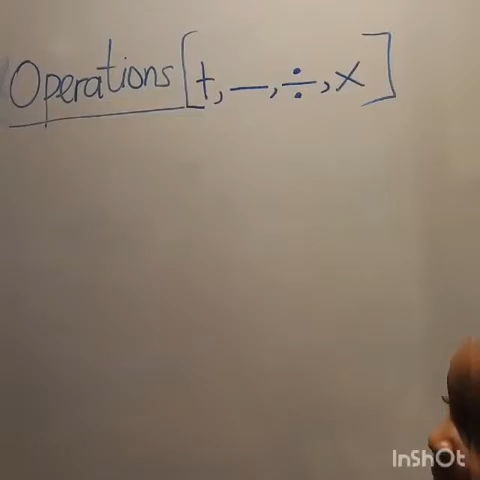 Operations [+, —, ÷, ×]
InShOt